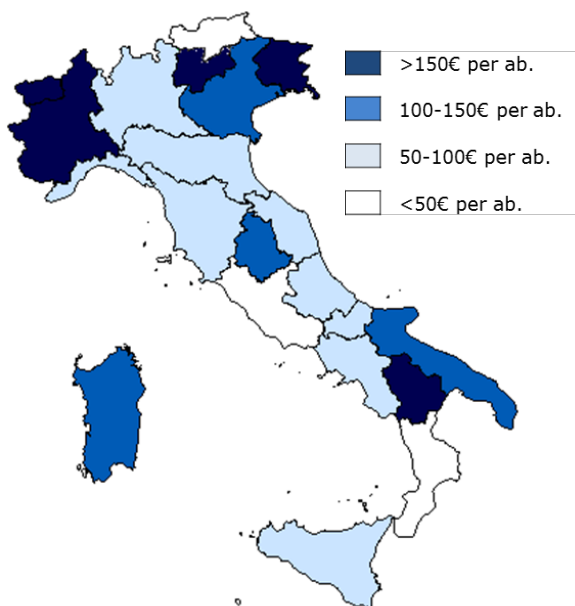 >150€ per ab.
100-150€ per ab.
50-100€ per ab.
<50€ per ab.